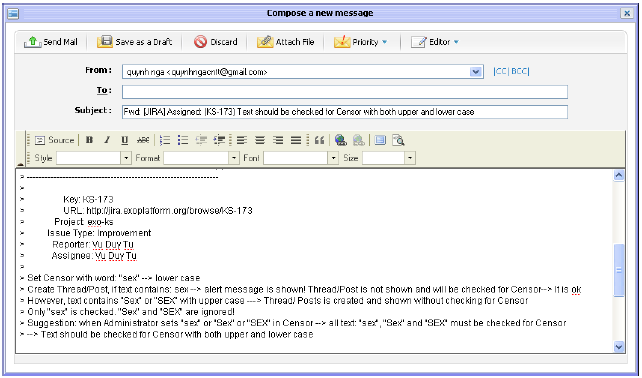 Compose a new message
Send Mail Save as a Draft Discard Attach File Priority Editor
From: quynh nga <quynhngacntt@gmail.com> [CC| BCC]
To:
Subject: Fwd: [JIRA] Assigned: (KS-173) Text should be checked for Censor with both upper and lower case
Source B I U ABC
Style Format Font Size
> ----------------------------------------------------------------
>
> Key: KS-173
> URL: http://jira.exoplatform.org/browse/KS-173
> Project: exo-ks
> Issue Type: Improvement
> Reporter: Vu Duy Tu
> Assignee: Vu Duy Tu
>
> Set Censor with word: "sex" --> lower case
> Create Thread/Post, if text contains: sex --> alert message is shown! Thread/Post is not shown and will be checked for Censor--> It is ok
> However, text contains "Sex" or "SEX" with upper case ---> Thread/ Posts is created and shown without checking for Censor
> Only "sex" is checked. "Sex" and "SEX" are ignored!
> Suggestion: when Administrator sets "sex" or "Sex" or "SEX" in Censor --> all text: "sex", "Sex" and "SEX" must be checked for Censor
> --> Text should be checked for Censor with both upper and lower case